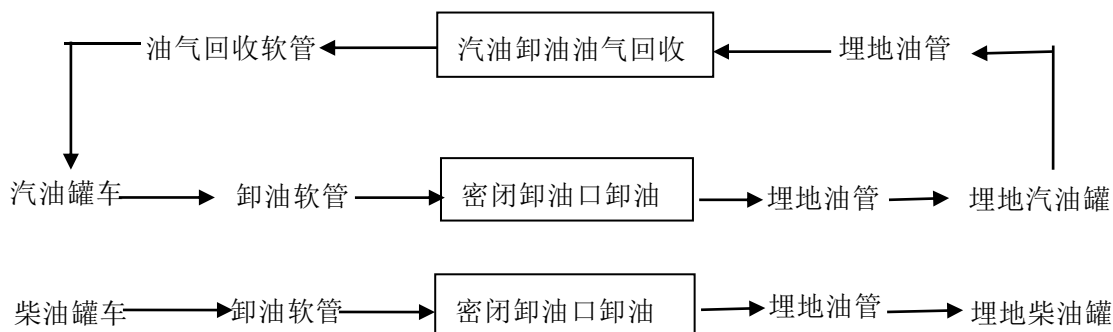 油气回收软管 汽油卸油油气回收 埋地油管
汽油罐车 卸油软管 密闭卸油口卸油 埋地油管 埋地汽油罐
柴油罐车 卸油软管 密闭卸油口卸油 埋地油管 埋地柴油罐